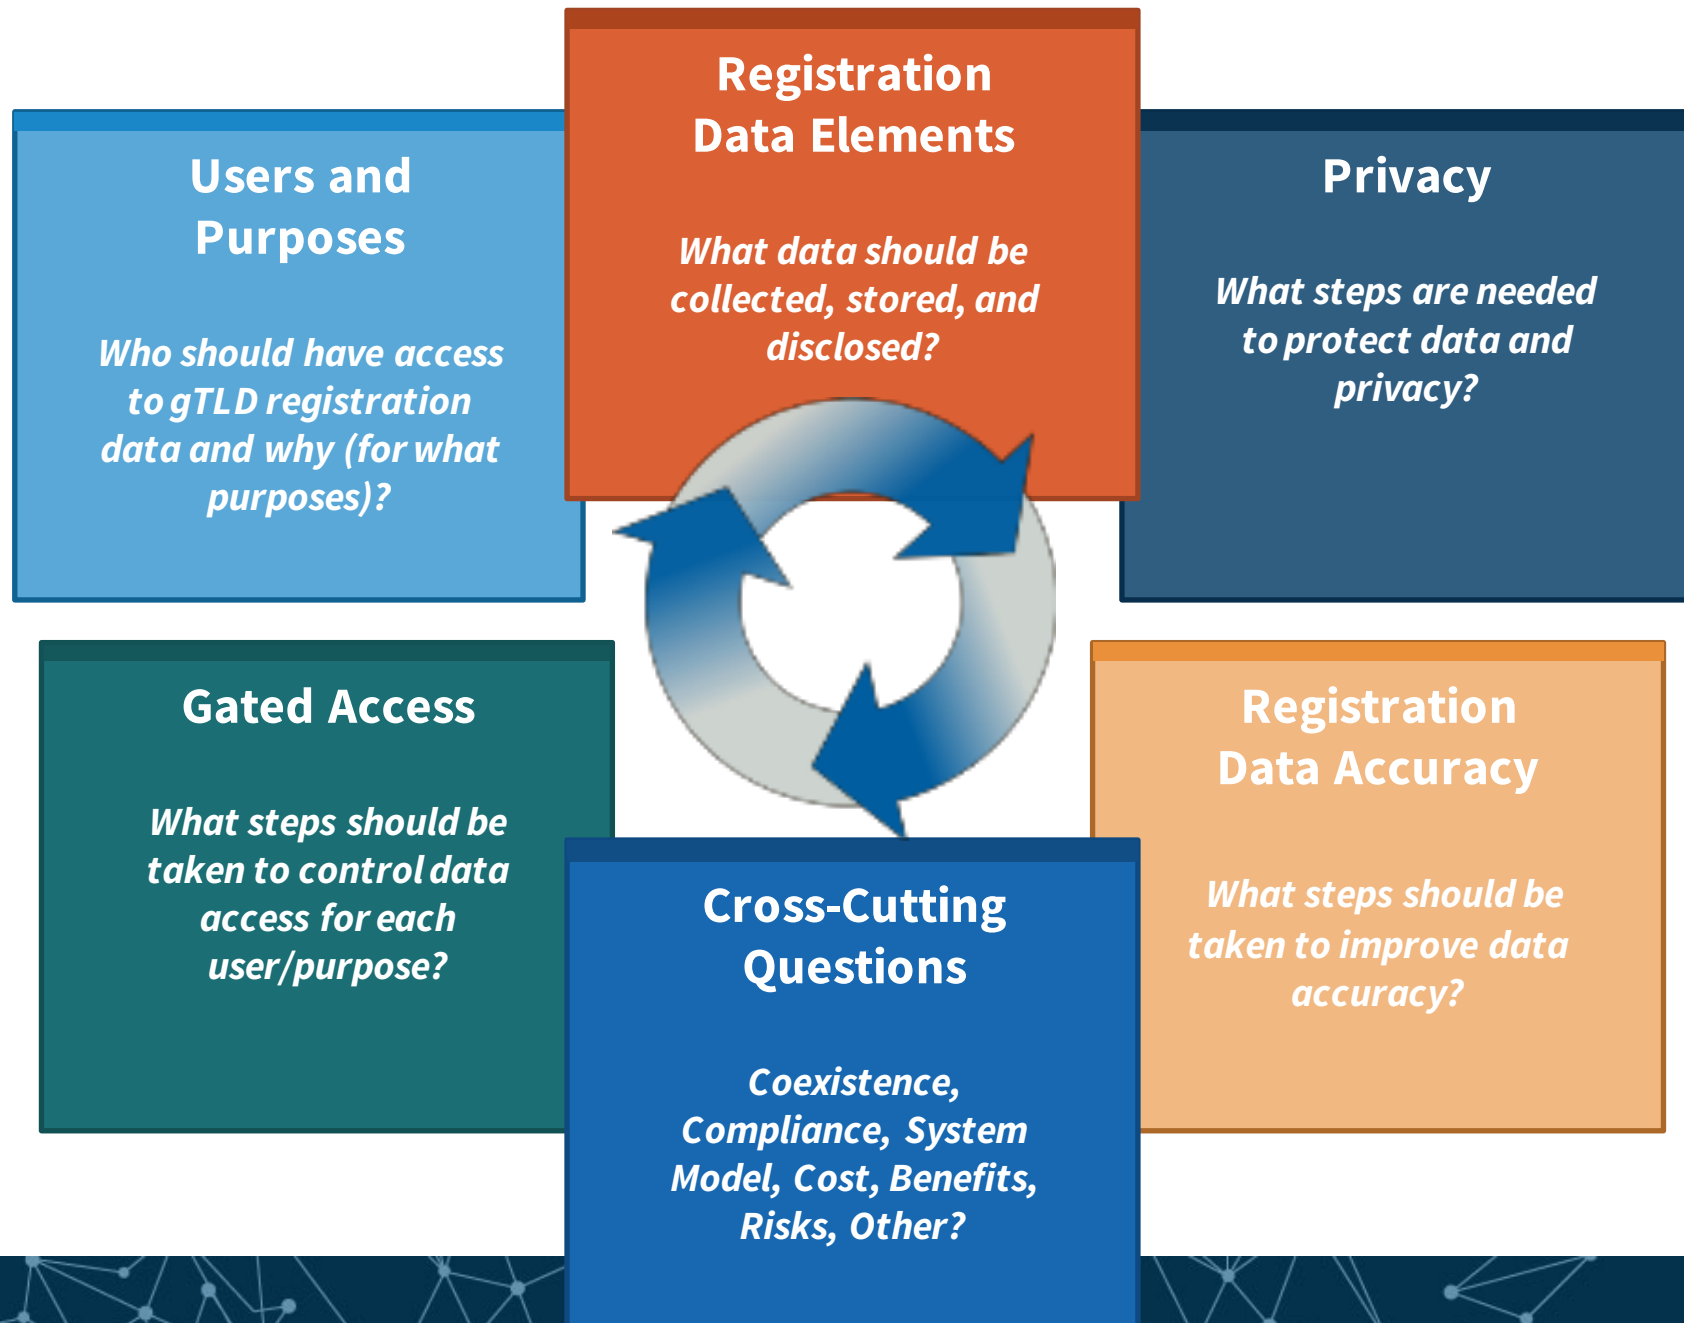 Registration
Data Elements
What data should be
collected, stored, and
disclosed?
Users and
Purposes
Who should have access
to gTLD registration
data and why (for what
purposes)?
Privacy
What steps are needed
to protect data and
privacy?
Gated Access
What steps should be
taken to control data
access for each
user/purpose?
Registration
Data Accuracy
What steps should be
taken to improve data
accuracy?
Cross-Cutting
Questions
Coexistence,
Compliance, System
Model, Cost, Benefits,
Risks, Other?